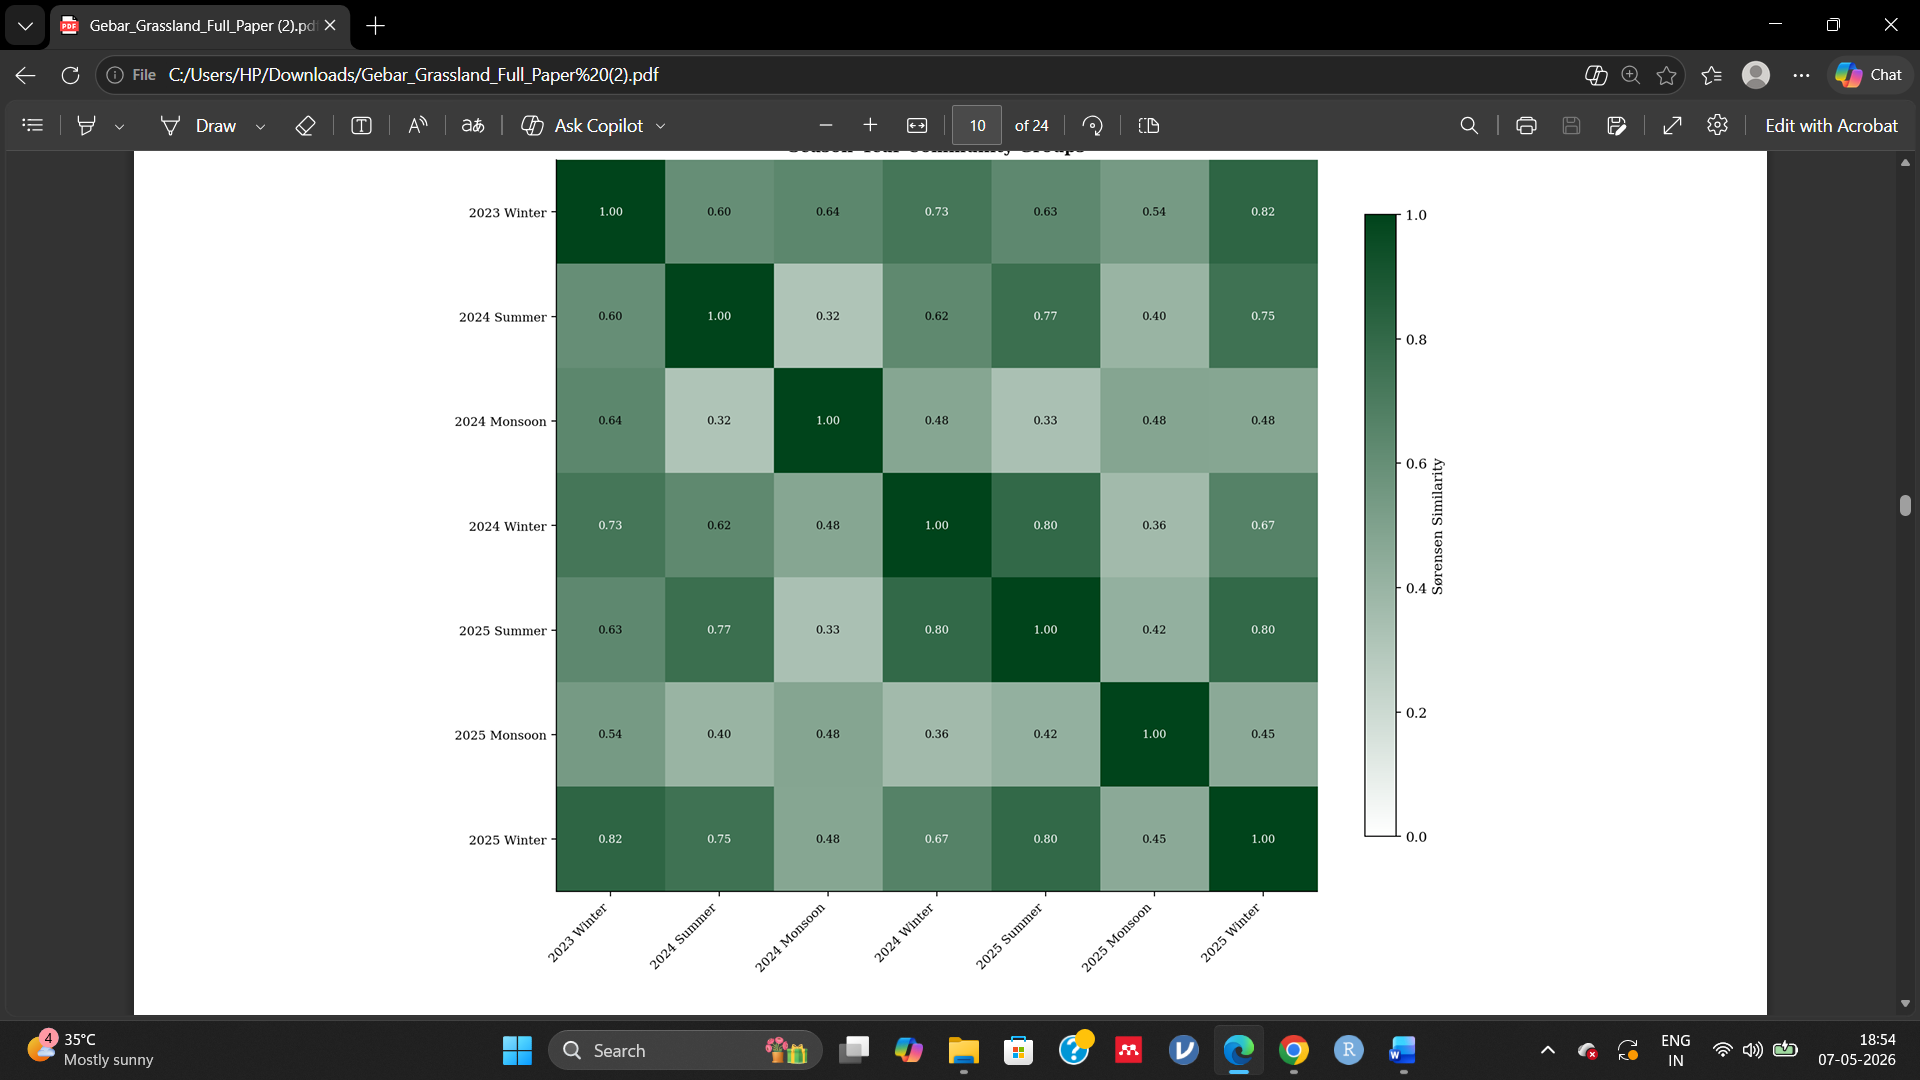 Gebar_Grassland_Full_Paper (2).pdf
File C:/Users/HP/Downloads/Gebar_Grassland_Full_Paper%20(2).pdf
Chat
Draw
T
A
aあ
Ask Copilot
10 of 24
Edit with Acrobat
Season-Year Community Groups
2023 Winter 1.00 0.60 0.64 0.73 0.63 0.54 0.82
2024 Summer 0.60 1.00 0.32 0.62 0.77 0.40 0.75
2024 Monsoon 0.64 0.32 1.00 0.48 0.33 0.48 0.48
2024 Winter 0.73 0.62 0.48 1.00 0.80 0.36 0.67
2025 Summer 0.63 0.77 0.33 0.80 1.00 0.42 0.80
2025 Monsoon 0.54 0.40 0.48 0.36 0.42 1.00 0.45
2025 Winter 0.82 0.75 0.48 0.67 0.80 0.45 1.00
2023 Winter
2024 Summer
2024 Monsoon
2024 Winter
2025 Summer
2025 Monsoon
2025 Winter
1.0
0.8
0.6
0.4
0.2
0.0
Sørensen Similarity
4
35°C
Mostly sunny
Search
R
W
ENG
IN
18:54
07-05-2026